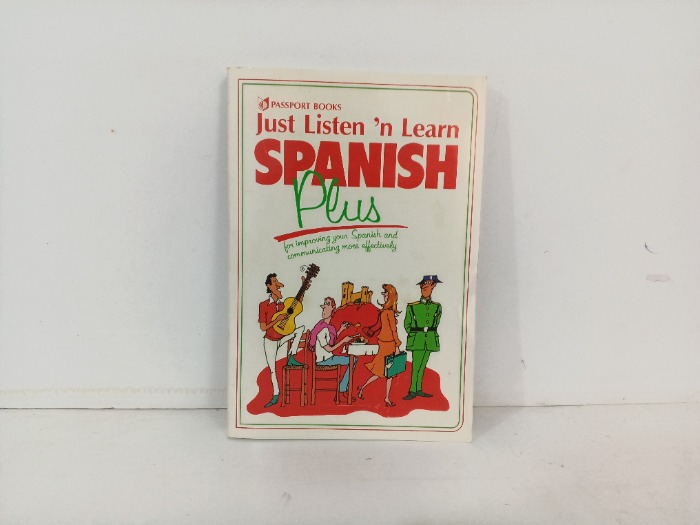 PASSPORT BOOKS
Just Listen 'n Learn
SPANISH
Plus
for improving your Spanish and
communicating more effectively